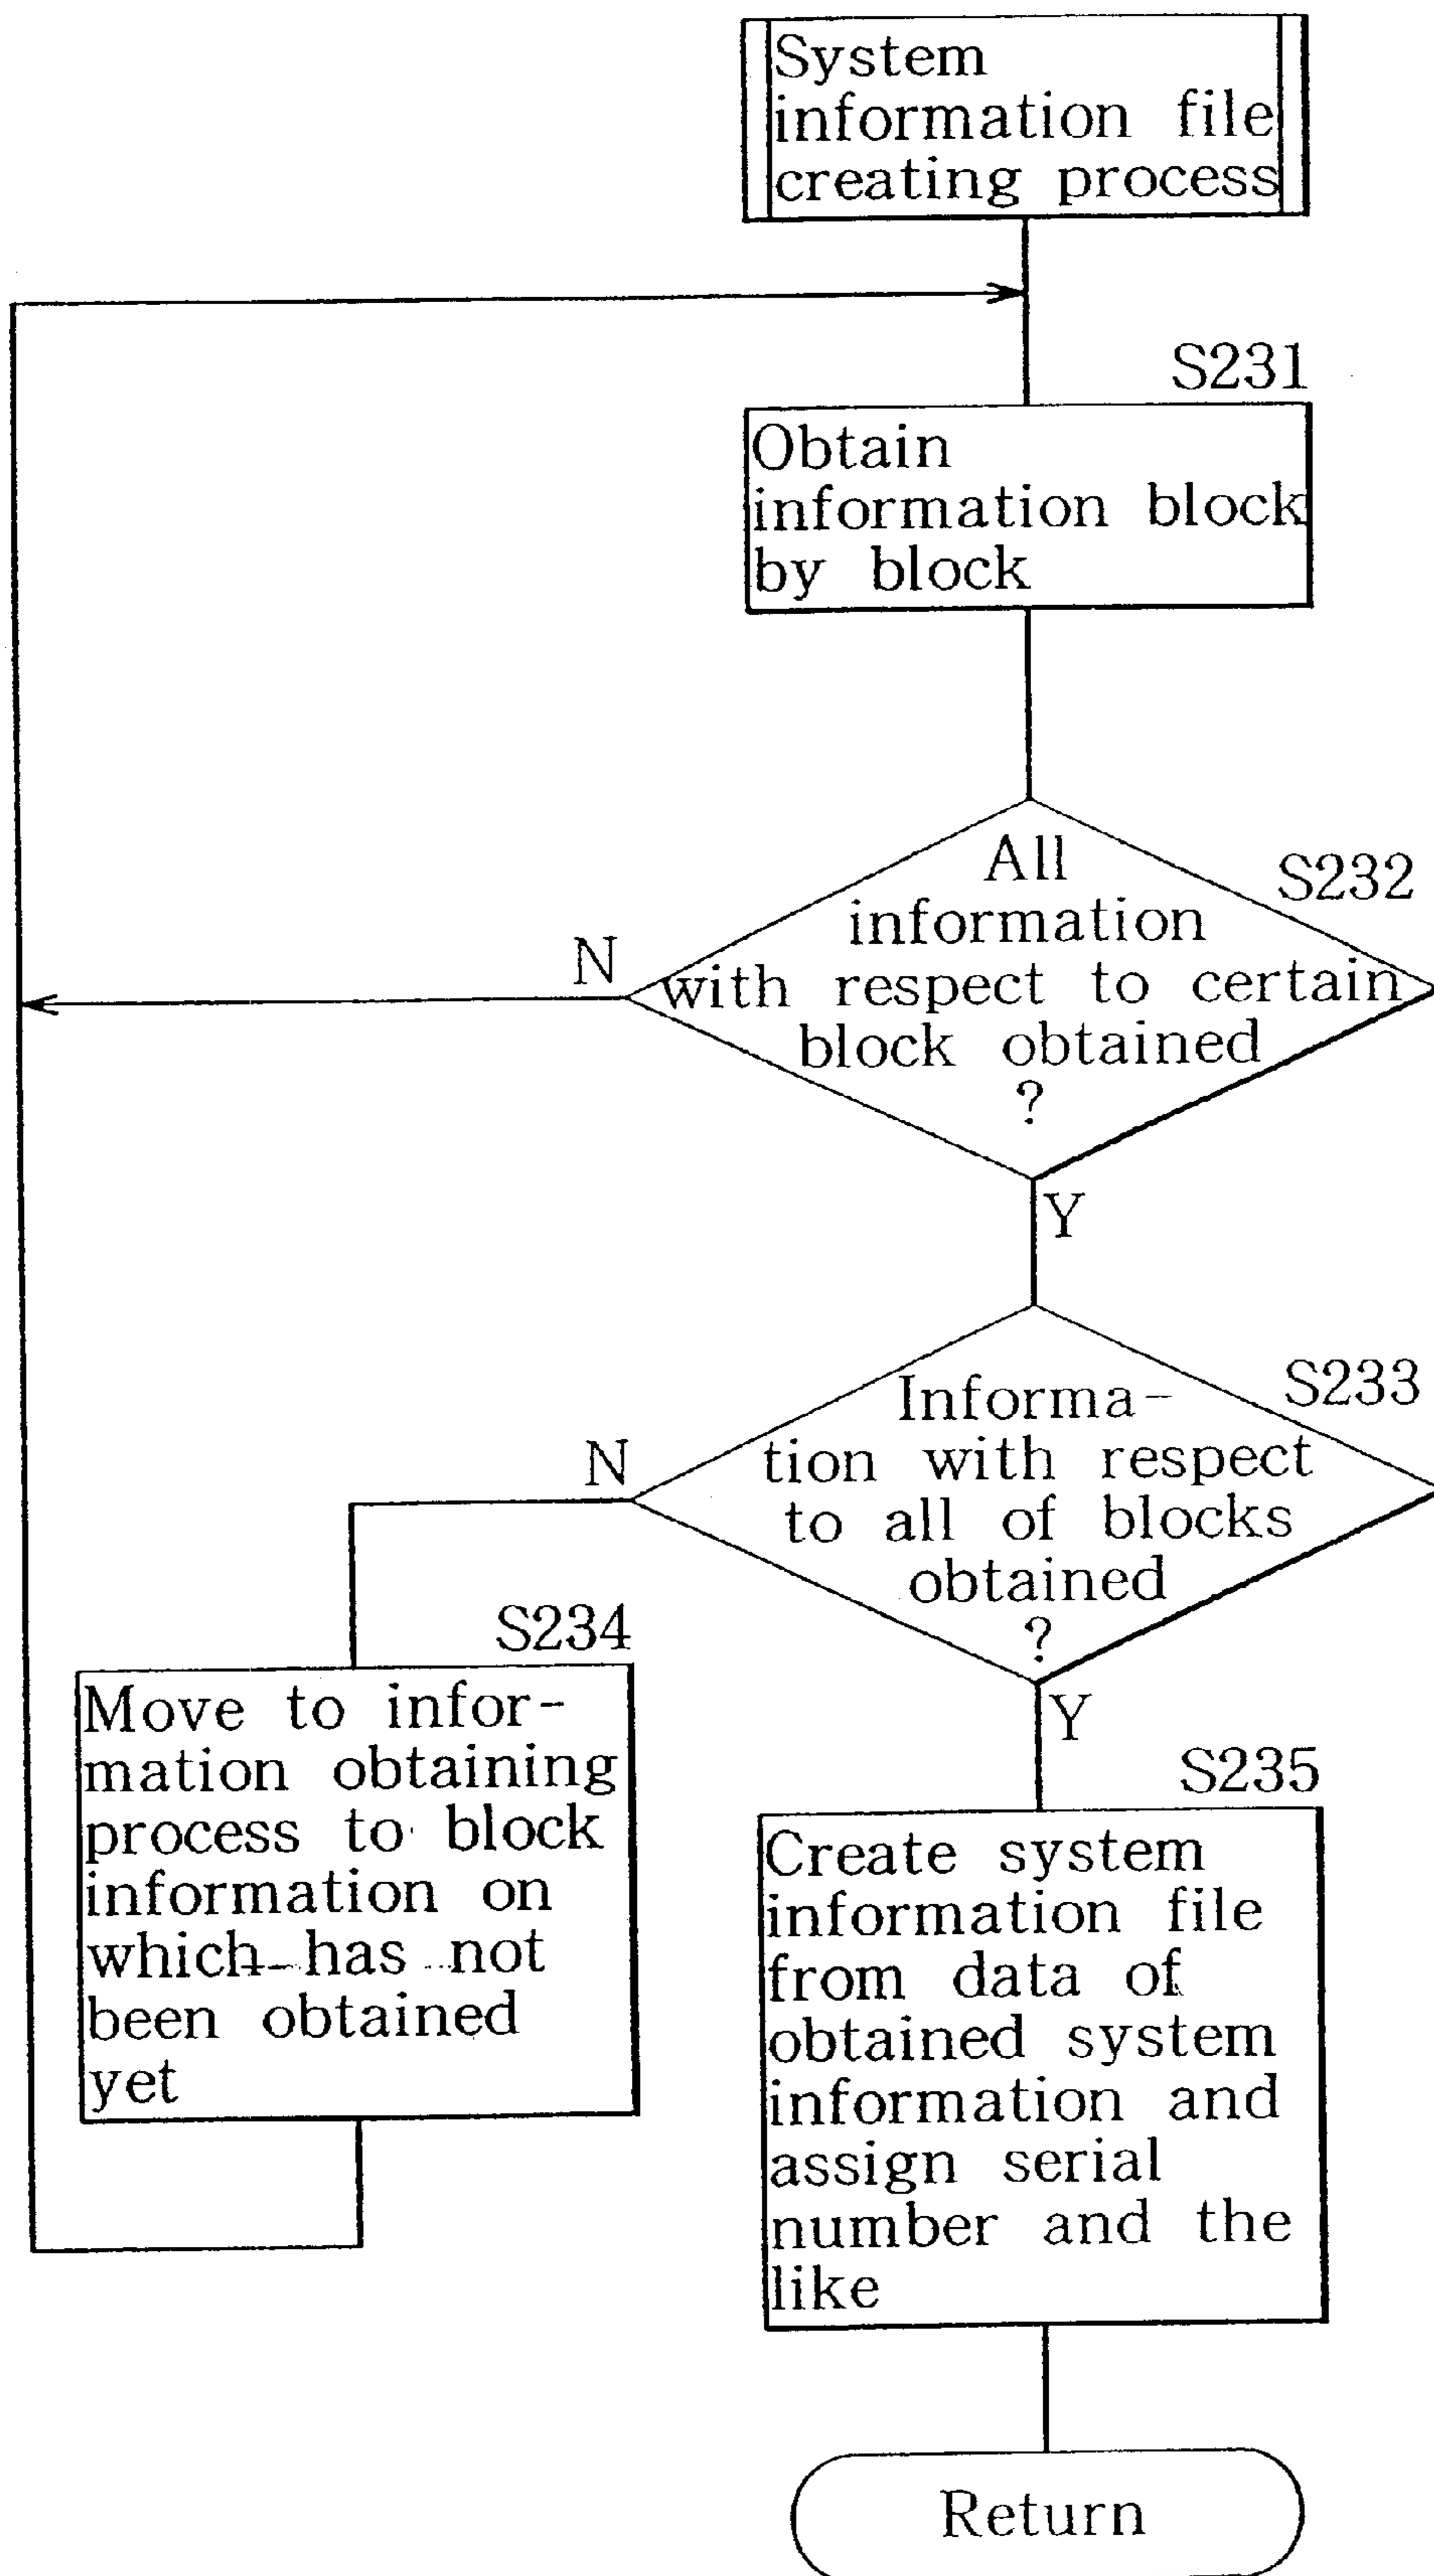 System
information file
creating process
S231
Obtain
information block
by block
All
information
with respect to certain
block obtained
?
S232
N
Y
Informa-
tion with respect
to all of blocks
obtained
?
S233
N
Y
S234
Move to infor-
mation obtaining
process to block
information on
which has not
been obtained
yet
S235
Create system
information file
from data of
obtained system
information and
assign serial
number and the
like
Return